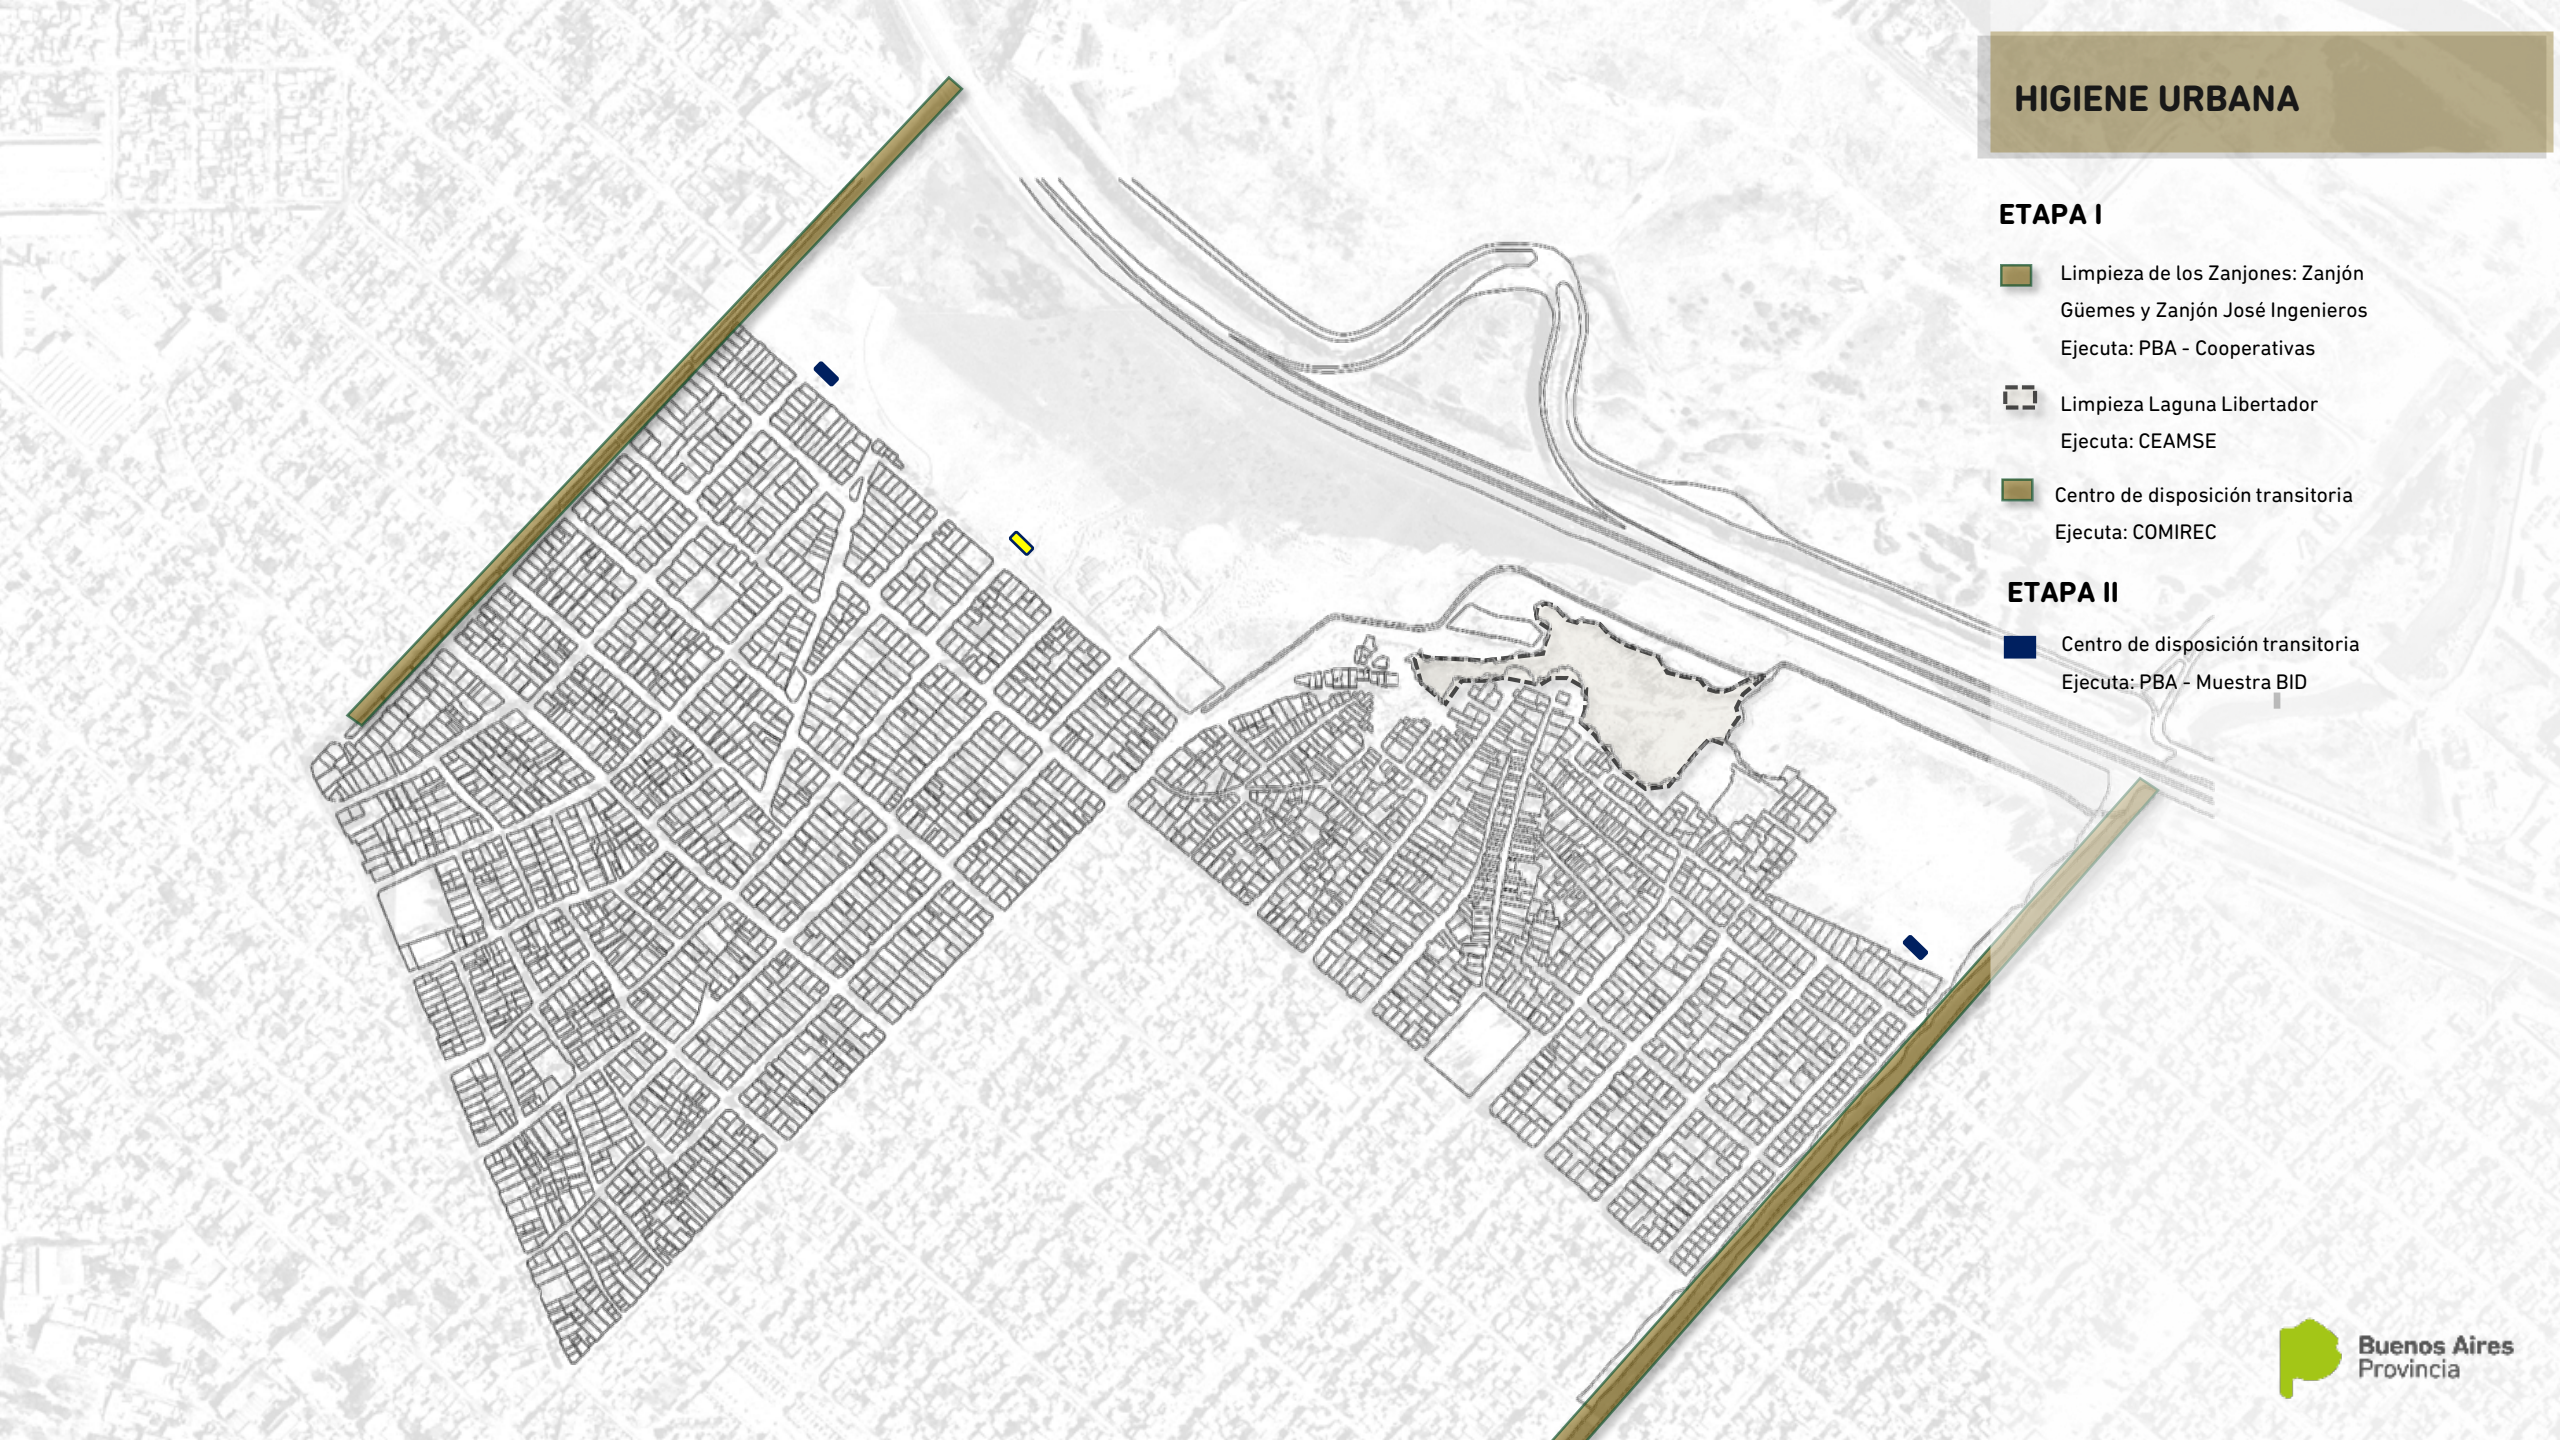 HIGIENE URBANA
ETAPA I
Limpieza de los Zanjones: Zanjón
Güemes y Zanjón José Ingenieros
Ejecuta: PBA - Cooperativas
Limpieza Laguna Libertador
Ejecuta: CEAMSE
Centro de disposición transitoria
Ejecuta: COMIREC
ETAPA II
Centro de disposición transitoria
Ejecuta: PBA - Muestra BID
Buenos Aires
Provincia